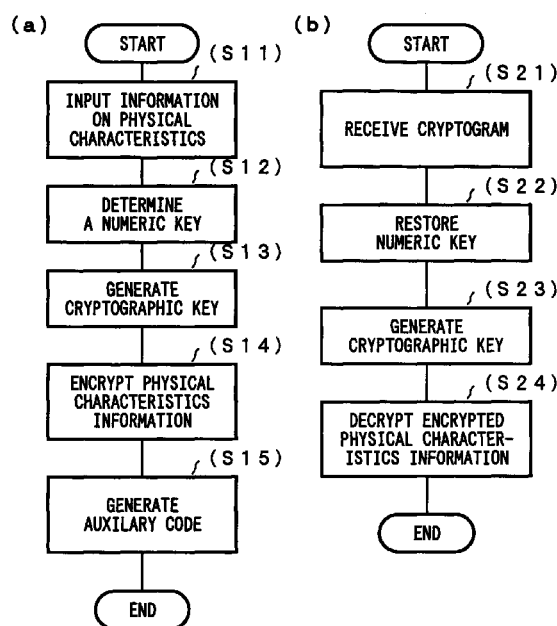 (a)
START
(S11)
INPUT INFORMATION
ON PHYSICAL
CHARACTERISTICS
(S12)
DETERMINE
A NUMERIC KEY
(S13)
GENERATE
CRYPTOGRAPHIC KEY
(S14)
ENCRYPT PHYSICAL
CHARACTERISTICS
INFORMATION
(S15)
GENERATE
AUXILARY CODE
END
(b)
START
(S21)
RECEIVE CRYPTOGRAM
(S22)
RESTORE
NUMERIC KEY
(S23)
GENERATE
CRYPTOGRAPHIC KEY
(S24)
DECRYPT ENCRYPTED
PHYSICAL CHARACTER-
ISTICS INFORMATION
END